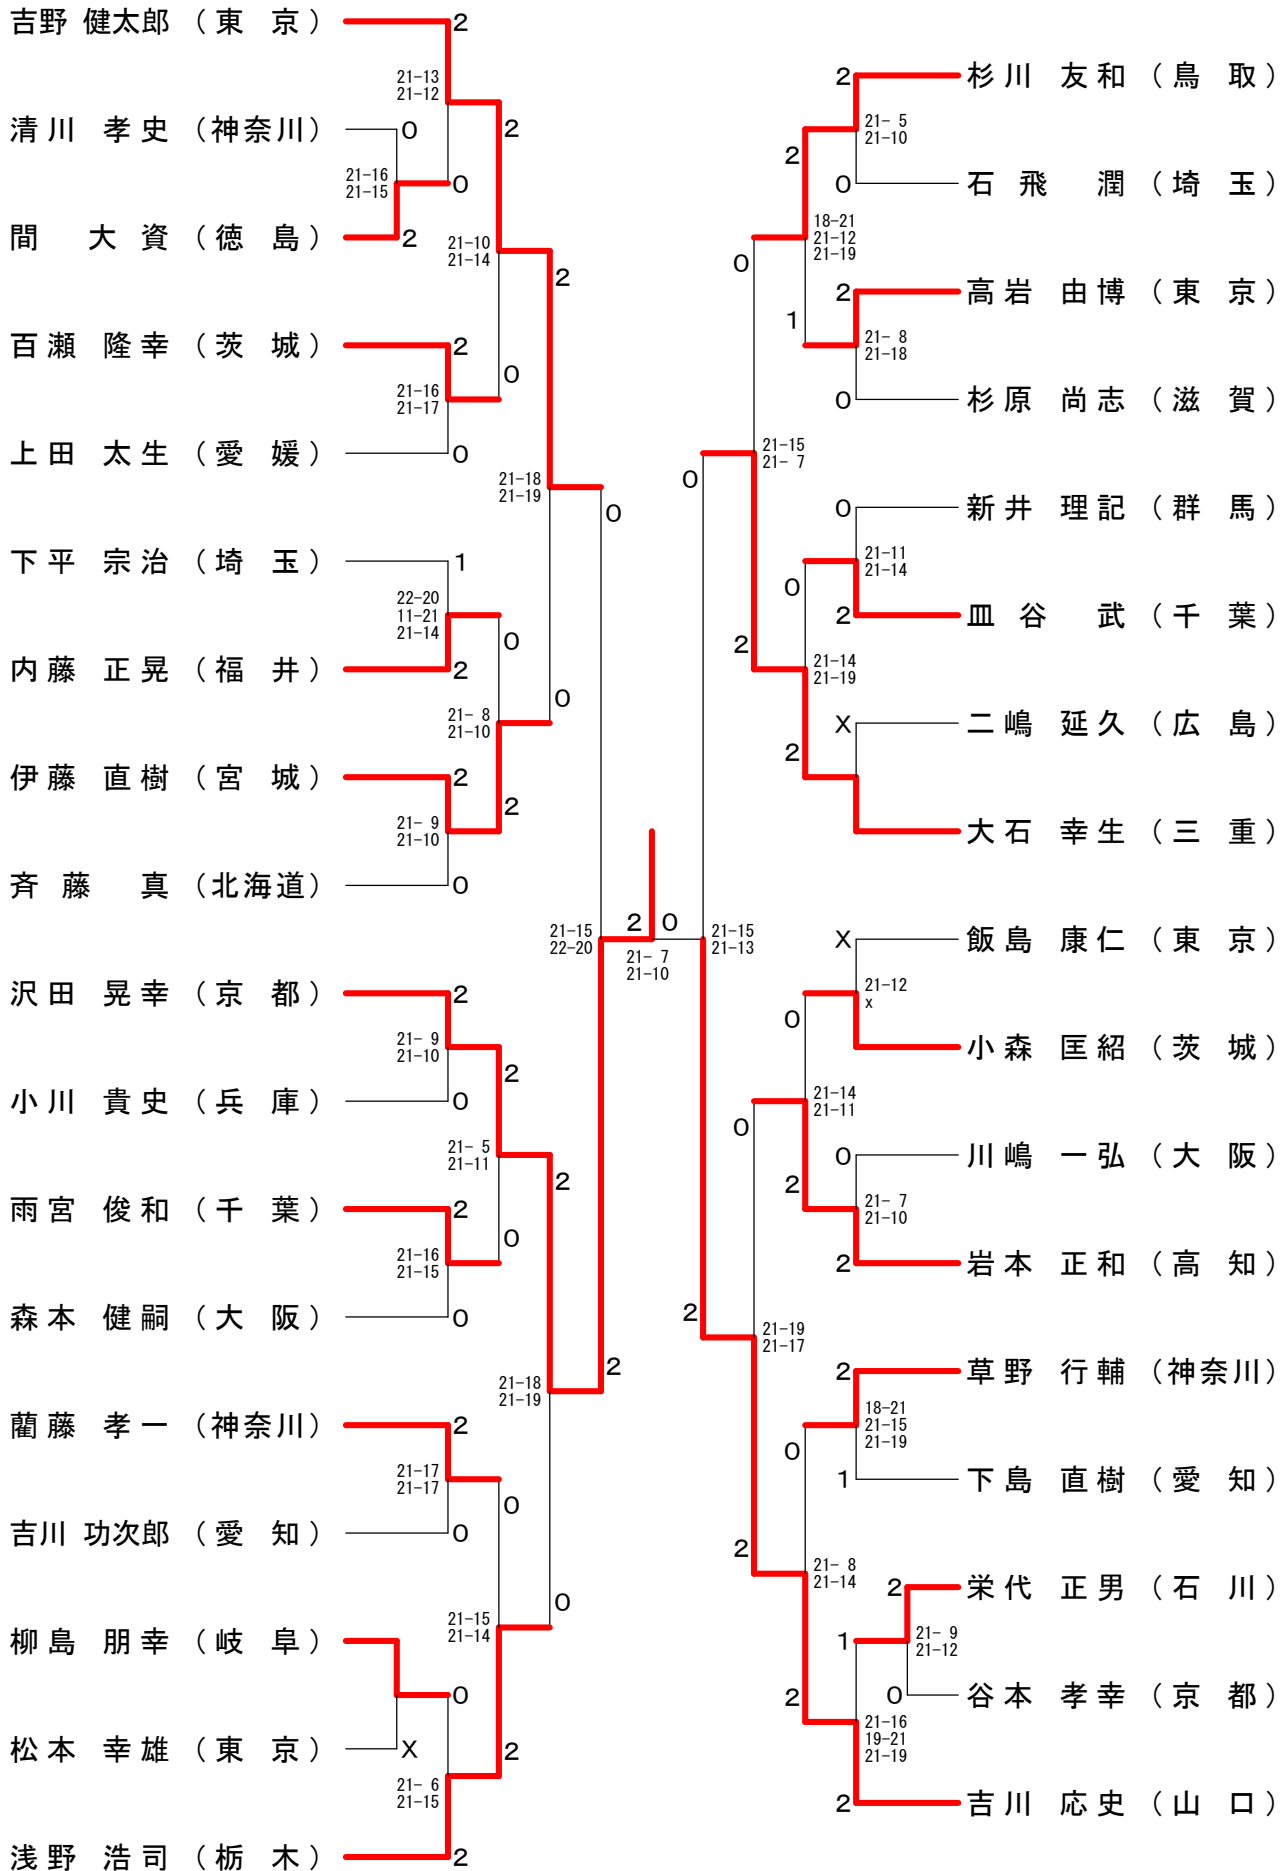 吉野 健太郎 (東 京) 2
21-13
21-12
清川 孝史 (神奈川) 0
2
21-16
21-15
0
間 大資 (徳 島) 2
21-10
21-14
2
百瀬 隆幸 (茨 城) 2
0
21-16
21-17
上田 太生 (愛 媛) 0
21-18
21-19
0
下平 宗治 (埼 玉) 1
22-20
11-21
21-14
0
内藤 正晃 (福 井) 2
0
21- 8
21-10
伊藤 直樹 (宮 城) 2
2
21- 9
21-10
斉藤 真 (北海道) 0
21-15
22-20
沢田 晃幸 (京 都) 2
21- 9
21-10
2
小川 貴史 (兵 庫) 0
21- 5
21-11
2
雨宮 俊和 (千 葉) 2
0
21-16
21-15
森本 健嗣 (大 阪) 0
2
21-18
21-19
藺藤 孝一 (神奈川) 2
21-17
21-17
0
吉川 功次郎 (愛 知) 0
0
21-15
21-14
柳島 朋幸 (岐 阜)
0
松本 幸雄 (東 京) X
2
21- 6
21-15
浅野 浩司 (栃 木) 2
2 0
21- 7
21-10
2 杉川 友和 (鳥 取)
21- 5
21-10
2
0 石飛 潤 (埼 玉)
18-21
21-12
21-19
0
2 高岩 由博 (東 京)
1
21- 8
21-18
0 杉原 尚志 (滋 賀)
21-15
21- 7
0
0 新井 理記 (群 馬)
21-11
21-14
0
2 皿谷 武 (千 葉)
2
21-14
21-19
X 二嶋 延久 (広 島)
2
大石 幸生 (三 重)
21-15
21-13
X 飯島 康仁 (東 京)
21-12
x
0
小森 匡紹 (茨 城)
21-14
21-11
0
0 川嶋 一弘 (大 阪)
2
21- 7
21-10
2 岩本 正和 (高 知)
2
21-19
21-17
2 草野 行輔 (神奈川)
18-21
21-15
21-19
0
1 下島 直樹 (愛 知)
2
21- 8
21-14
2 栄代 正男 (石 川)
1
21- 9
21-12
0 谷本 孝幸 (京 都)
2
21-16
19-21
21-19
2 吉川 応史 (山 口)